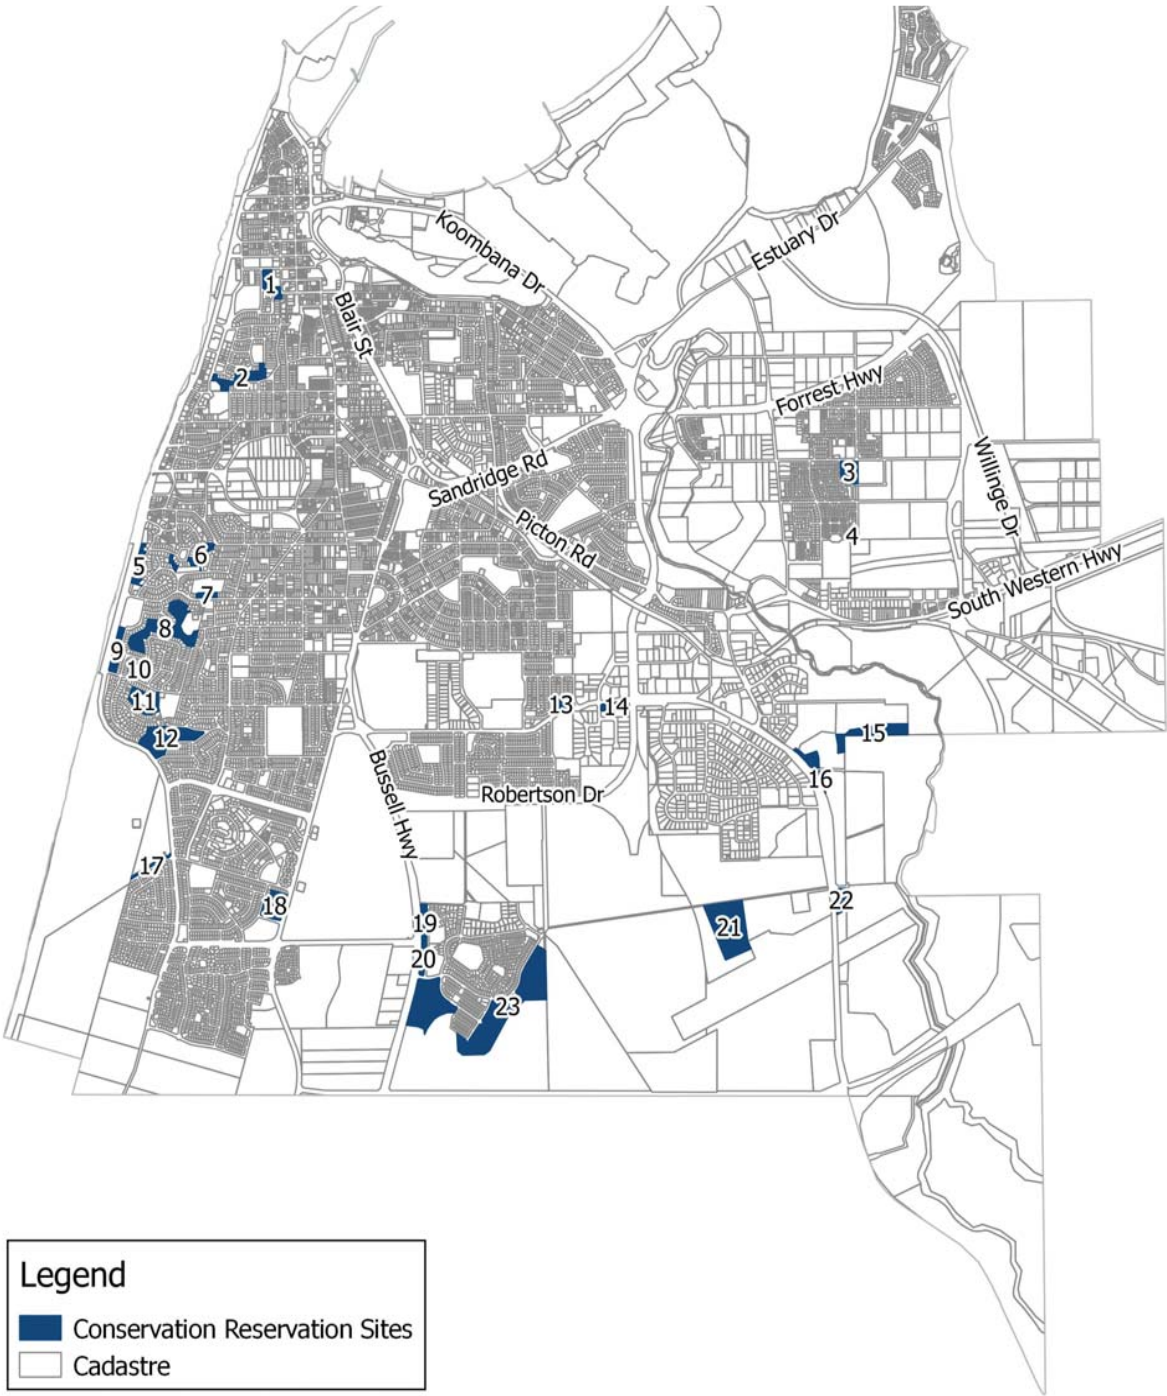 Koombana Dr
Estuary Dr
1
Blair St
2
Forrest Hwy
3
Sandridge Rd
Willinge Dr
Picton Rd
4
5
6
South Western Hwy
7
8
9
10
11
12
13
14
15
16
Bussell Hwy
Robertson Dr
17
18
19
20
21
22
23
Legend
Conservation Reservation Sites
Cadastre